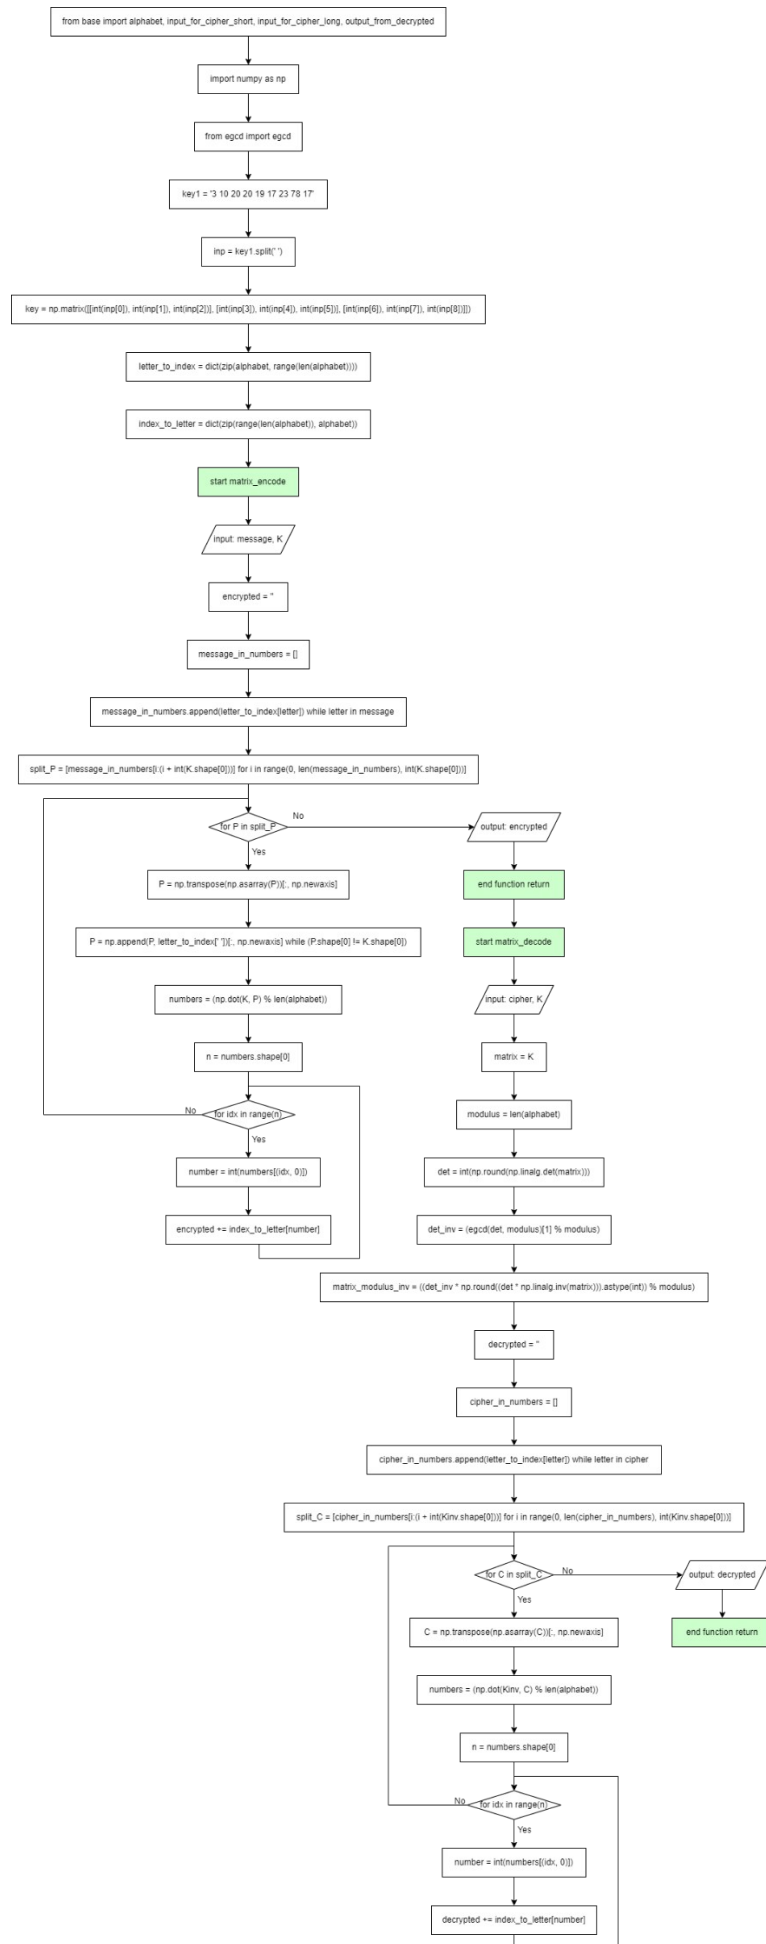 from base import alphabet, input_for_cipher_short, input_for_cipher_long, output_from_decrypted
import numpy as np
from egcd import egcd
key1 = '3 10 20 20 19 17 23 78 17'
inp = key1.split(' ')
key = np.matrix([[int(inp[0]), int(inp[1]), int(inp[2])], [int(inp[3]), int(inp[4]), int(inp[5])], [int(inp[6]), int(inp[7]), int(inp[8])]])
letter_to_index = dict(zip(alphabet, range(len(alphabet))))
index_to_letter = dict(zip(range(len(alphabet)), alphabet))
start matrix_encode
input: message, K
encrypted = ''
message_in_numbers = []
message_in_numbers.append(letter_to_index[letter]) while letter in message
split_P = [message_in_numbers[i:(i + int(K.shape[0]))] for i in range(0, len(message_in_numbers), int(K.shape[0]))]
for P in split_P
No
Yes
P = np.transpose(np.asarray(P))[:, np.newaxis]
P = np.append(P, letter_to_index[' '])[:, np.newaxis] while (P.shape[0] != K.shape[0])
numbers = (np.dot(K, P) % len(alphabet))
n = numbers.shape[0]
for idx in range(n)
No
Yes
number = int(numbers[(idx, 0)])
encrypted += index_to_letter[number]
output: encrypted
end function return
start matrix_decode
input: cipher, K
matrix = K
modulus = len(alphabet)
det = int(np.round(np.linalg.det(matrix)))
det_inv = (egcd(det, modulus)[1] % modulus)
matrix_modulus_inv = ((det_inv * np.round((det * np.linalg.inv(matrix))).astype(int)) % modulus)
decrypted = ''
cipher_in_numbers = []
cipher_in_numbers.append(letter_to_index[letter]) while letter in cipher
split_C = [cipher_in_numbers[i:(i + int(Kinv.shape[0]))] for i in range(0, len(cipher_in_numbers), int(Kinv.shape[0]))]
for C in split_C
No
Yes
output: decrypted
end function return
C = np.transpose(np.asarray(C))[:, np.newaxis]
numbers = (np.dot(Kinv, C) % len(alphabet))
n = numbers.shape[0]
for idx in range(n)
No
Yes
number = int(numbers[(idx, 0)])
decrypted += index_to_letter[number]